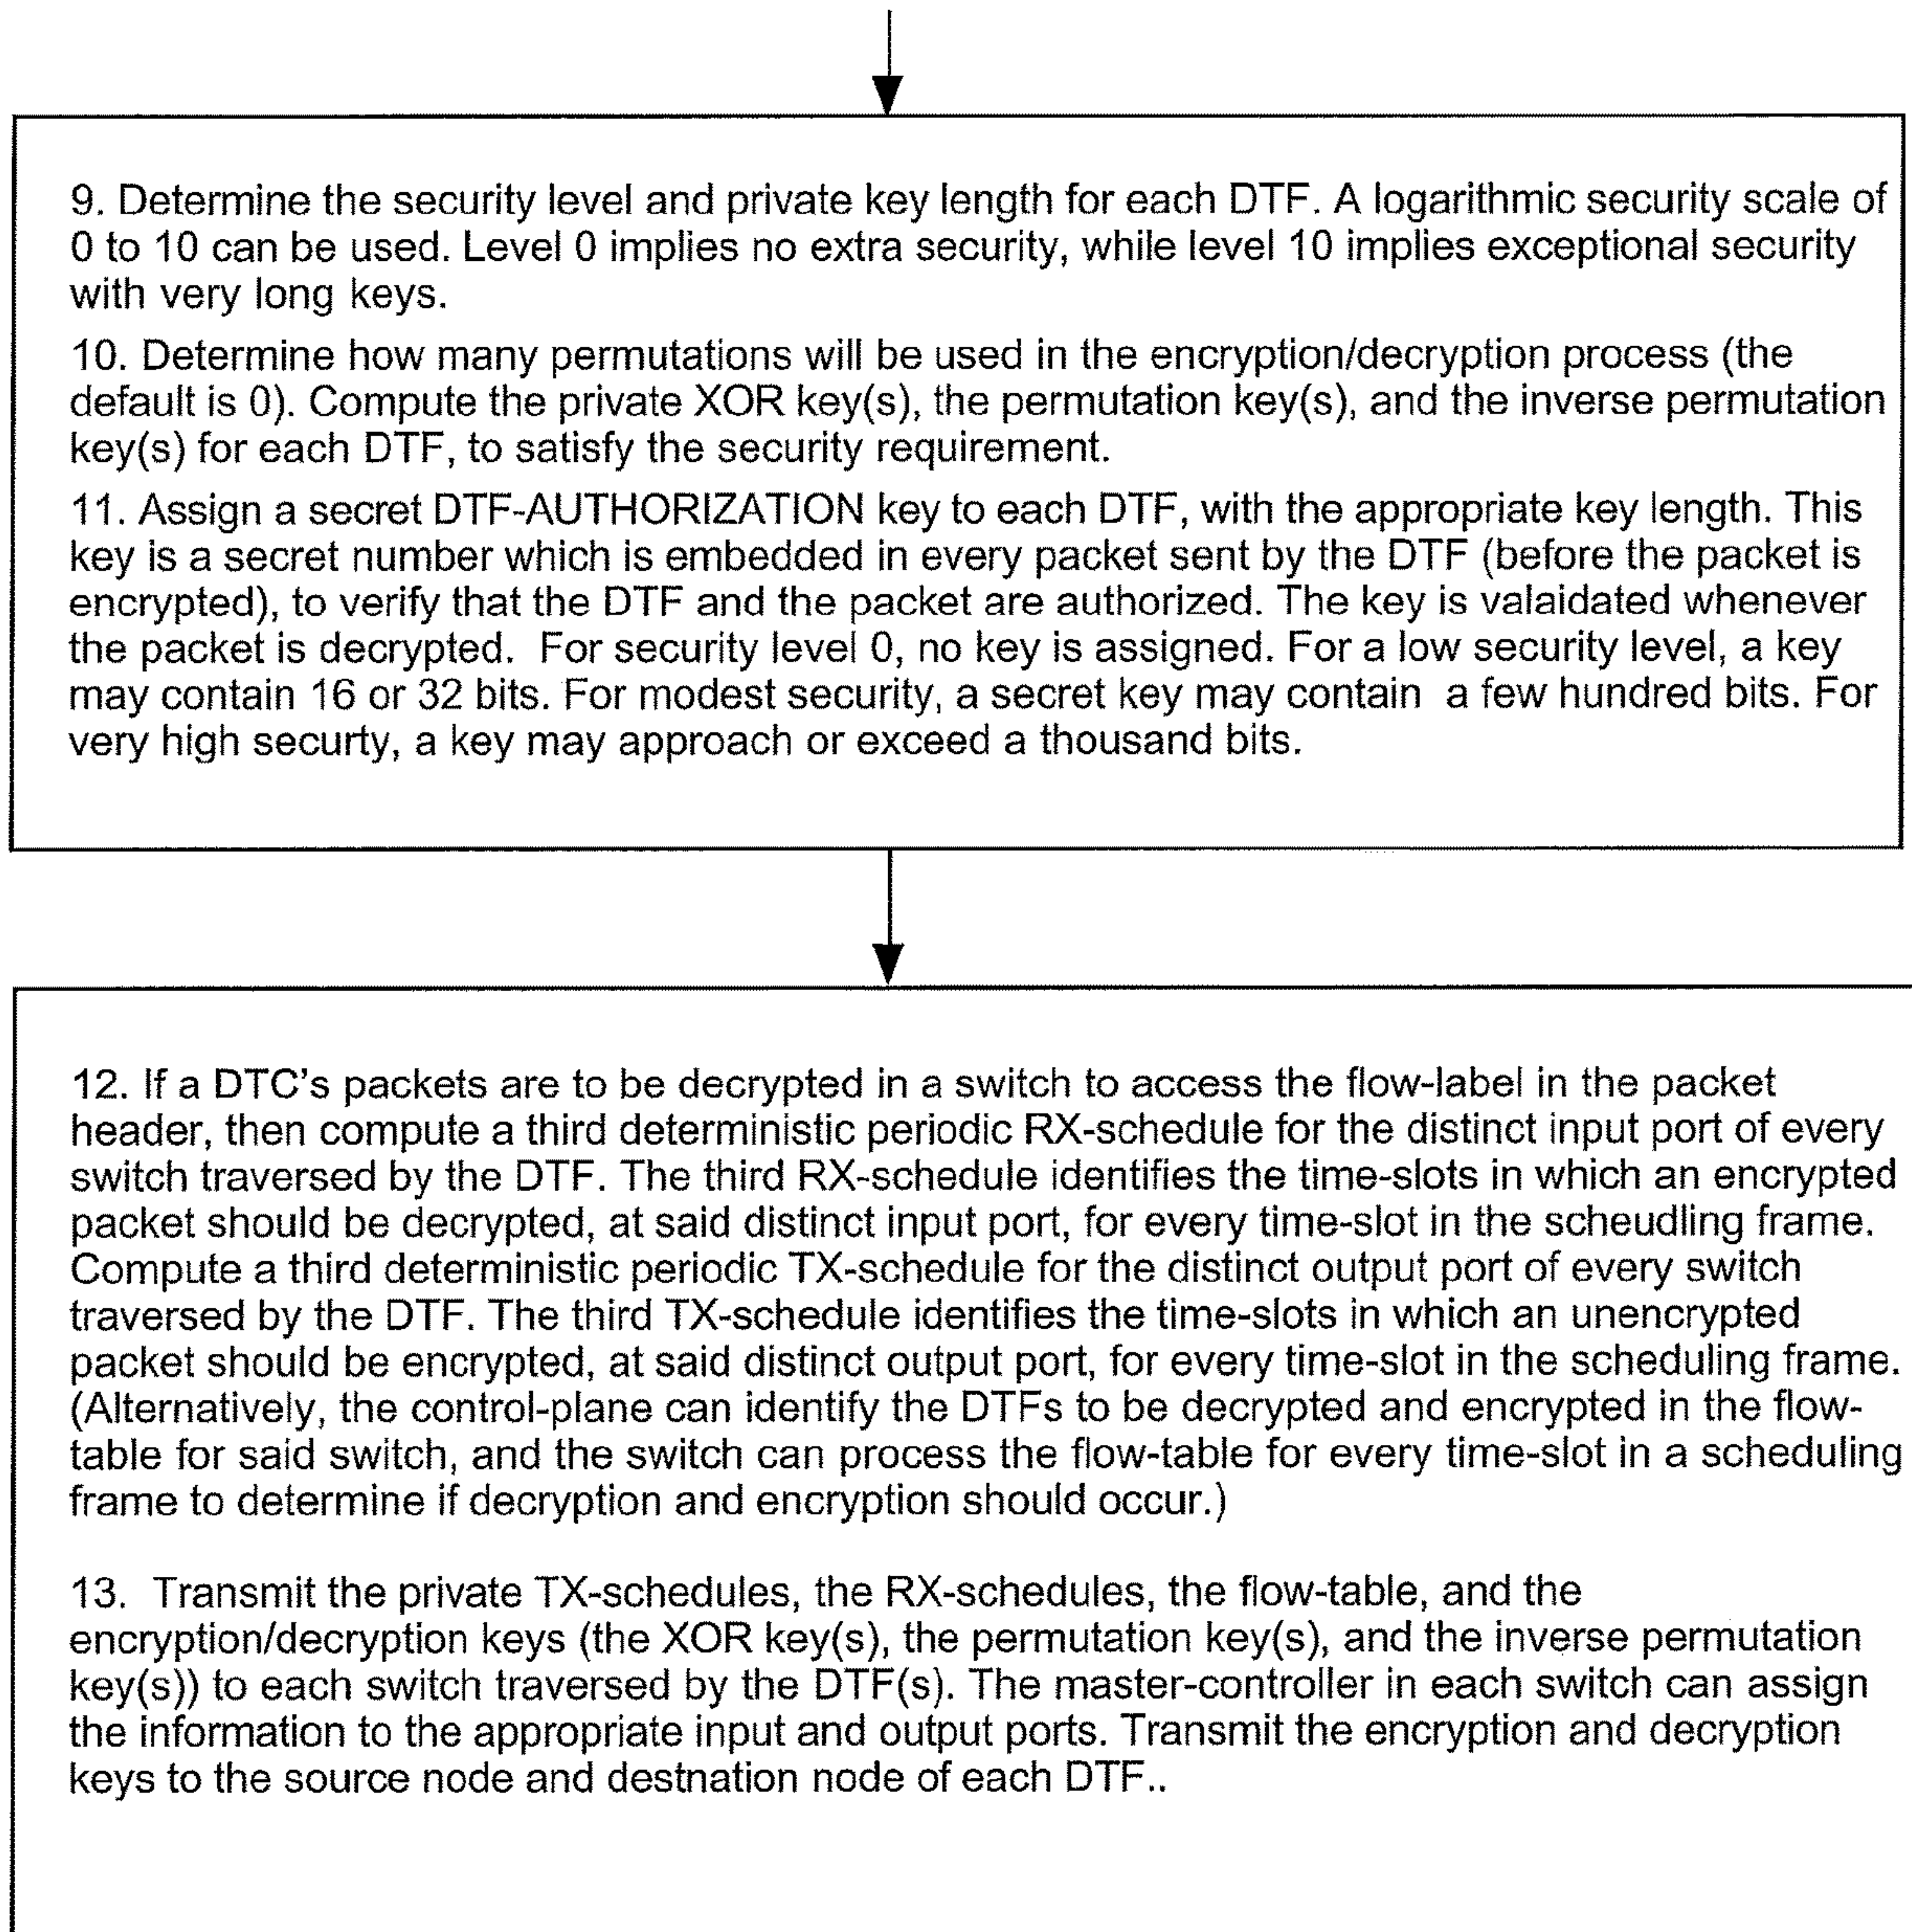 9. Determine the security level and private key length for each DTF. A logarithmic security scale of
0 to 10 can be used. Level 0 implies no extra security, while level 10 implies exceptional security
with very long keys.
10. Determine how many permutations will be used in the encryption/decryption process (the
default is 0). Compute the private XOR key(s), the permutation key(s), and the inverse permutation
key(s) for each DTF, to satisfy the security requirement.
11. Assign a secret DTF-AUTHORIZATION key to each DTF, with the appropriate key length. This
key is a secret number which is embedded in every packet sent by the DTF (before the packet is
encrypted), to verify that the DTF and the packet are authorized. The key is valaidated whenever
the packet is decrypted.  For security level 0, no key is assigned. For a low security level, a key
may contain 16 or 32 bits. For modest security, a secret key may contain  a few hundred bits. For
very high securty, a key may approach or exceed a thousand bits.
12. If a DTC's packets are to be decrypted in a switch to access the flow-label in the packet
header, then compute a third deterministic periodic RX-schedule for the distinct input port of every
switch traversed by the DTF. The third RX-schedule identifies the time-slots in which an encrypted
packet should be decrypted, at said distinct input port, for every time-slot in the scheudling frame.
Compute a third deterministic periodic TX-schedule for the distinct output port of every switch
traversed by the DTF. The third TX-schedule identifies the time-slots in which an unencrypted
packet should be encrypted, at said distinct output port, for every time-slot in the scheduling frame.
(Alternatively, the control-plane can identify the DTFs to be decrypted and encrypted in the flow-
table for said switch, and the switch can process the flow-table for every time-slot in a scheduling
frame to determine if decryption and encryption should occur.)
13.  Transmit the private TX-schedules, the RX-schedules, the flow-table, and the
encryption/decryption keys (the XOR key(s), the permutation key(s), and the inverse permutation
key(s)) to each switch traversed by the DTF(s). The master-controller in each switch can assign
the information to the appropriate input and output ports. Transmit the encryption and decryption
keys to the source node and destnation node of each DTF..